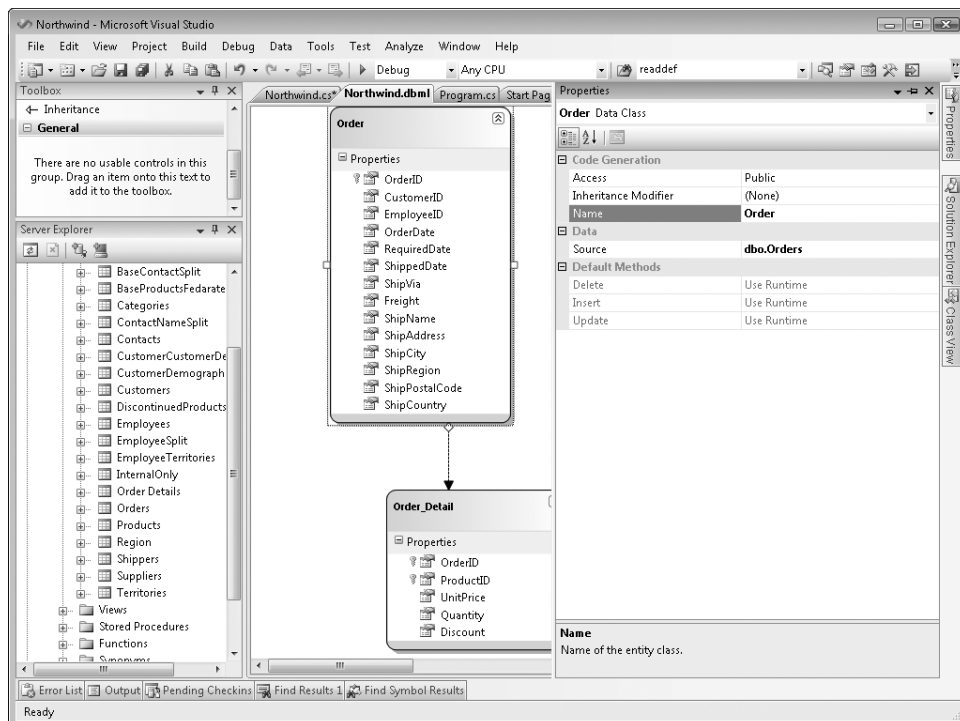 Northwind - Microsoft Visual Studio
File Edit View Project Build Debug Data Tools Test Analyze Window Help
Debug Any CPU readdef
Toolbox
Inheritance
General
There are no usable controls in this
group. Drag an item onto this text to
add it to the toolbox.
Server Explorer
BaseContactSplit
BaseProductsFedarate
Categories
ContactNameSplit
Contacts
CustomerCustomerDe
CustomerDemograph
Customers
DiscontinuedProducts
Employees
EmployeeSplit
EmployeeTerritories
InternalOnly
Order Details
Orders
Products
Region
Shippers
Suppliers
Territories
Views
Stored Procedures
Functions
Synonyms
Northwind.cs* Northwind.dbml Program.cs Start Pag
Order
Properties
OrderID
CustomerID
EmployeeID
OrderDate
RequiredDate
ShippedDate
ShipVia
Freight
ShipName
ShipAddress
ShipCity
ShipRegion
ShipPostalCode
ShipCountry
Order_Detail
Properties
OrderID
ProductID
UnitPrice
Quantity
Discount
Properties
Order Data Class
Code Generation
Access Public
Inheritance Modifier (None)
Name Order
Data
Source dbo.Orders
Default Methods
Delete Use Runtime
Insert Use Runtime
Update Use Runtime
Name
Name of the entity class.
Properties
Solution Explorer
Class View
Error List Output Pending Checkins Find Results 1 Find Symbol Results
Ready